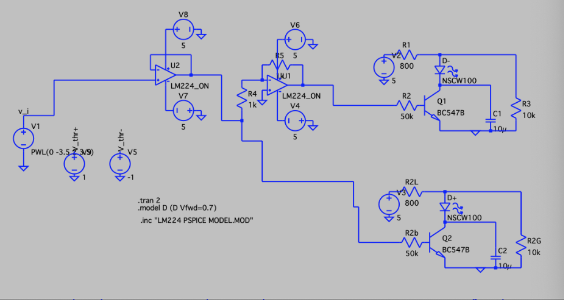 V8
5
U2
LM224_ON
V7
5
V6
5
R5
U1
LM224_ON
V4
5
R4
1k
v_i
V1
PWL(0 -3.5 2 3.5)
V_thr+
1
V_thr-
V5
-1
.tran 2
.model D (D Vfwd=0.7)
.inc "LM224 PSPICE MODEL.MOD"
R1
800
V2
5
D-
NSCW100
R2
50k
Q1
BC547B
C1
10µ
R3
10k
R2L
800
V3
5
D+
NSCW100
R2b
50k
Q2
BC547B
C2
10µ
R2G
10k